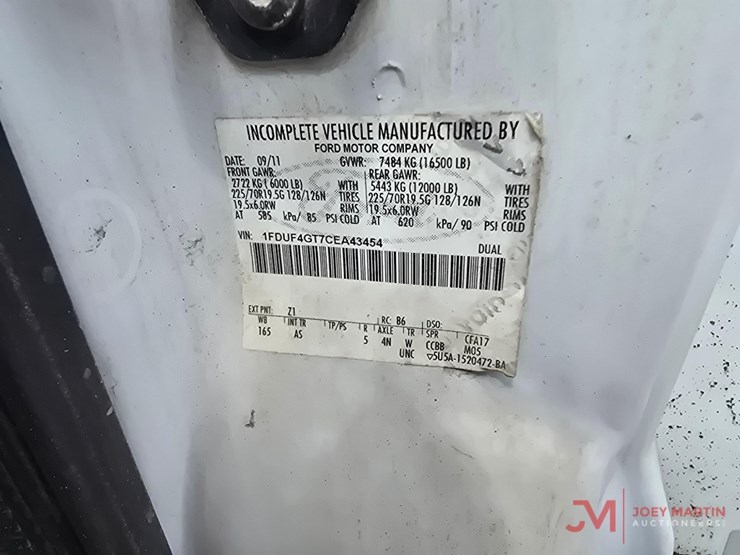 INCOMPLETE VEHICLE MANUFACTURED BY
FORD MOTOR COMPANY
DATE: 09/11 GVWR: 7484 KG (16500 LB)
FRONT GAWR: REAR GAWR:
2722 KG (6000 LB) WITH 5443 KG (12000 LB) WITH
225/70R19.5G 128/126N TIRES 225/70R19.5G 128/126N TIRES
19.5x6.0RW RIMS 19.5x6.0RW RIMS
AT 585 kPa/ 85 PSI COLD AT 620 kPa/ 90 PSI COLD
VIN: 1FDUF4GT7CEA43454 DUAL
EXT PNT: Z1 RC: B6 DSO:
WB INT TR TP/PS R AXLE TR SPR CFA17
165 AS 5 4N W CCBB M05
UNC ▽5U5A-1520472-BA
JM JOEY MARTIN
AUCTIONEERS